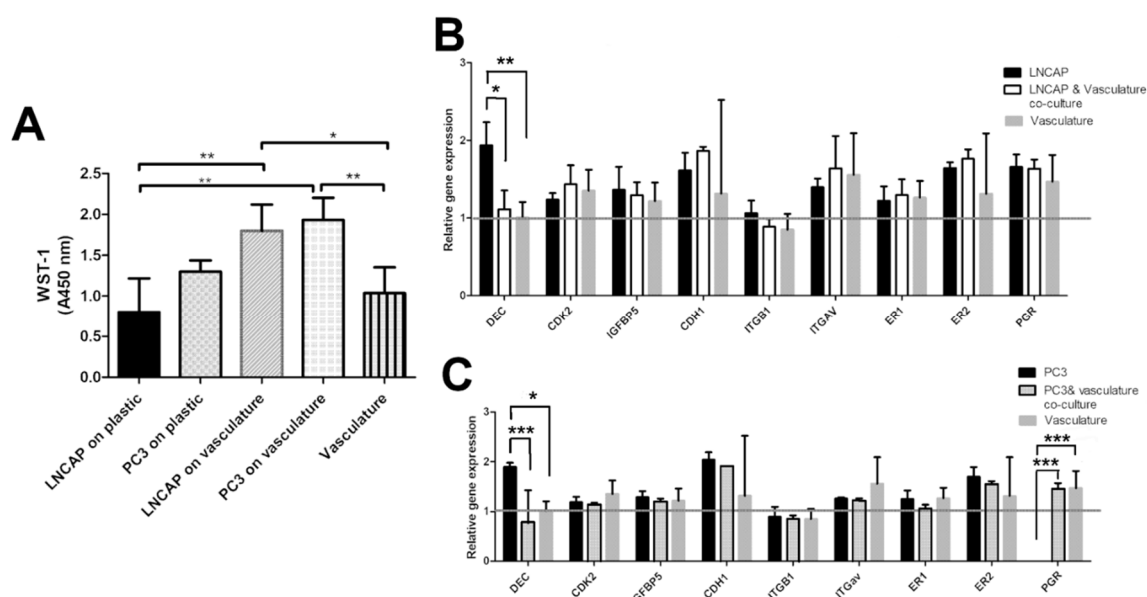 A
WST-1
(A450 nm)
2.5
2.0
1.5
1.0
0.5
0.0
**
**
*
**
LNCAP on plastic
PC3 on plastic
LNCAP on vasculature
PC3 on vasculature
Vasculature
B
Relative gene expression
3
2
1
0
**
*
LNCAP
LNCAP & Vasculature
co-culture
Vasculature
DEC
CDK2
IGFBP5
CDH1
ITGB1
ITGAV
ER1
ER2
PGR
C
Relative gene expression
3
2
1
0
*
***
PC3
PC3& vasculature
co-culture
Vasculature
***
***
DEC
CDK2
GFBP5
CDH1
ITGB1
ITGav
ER1
ER2
PGR